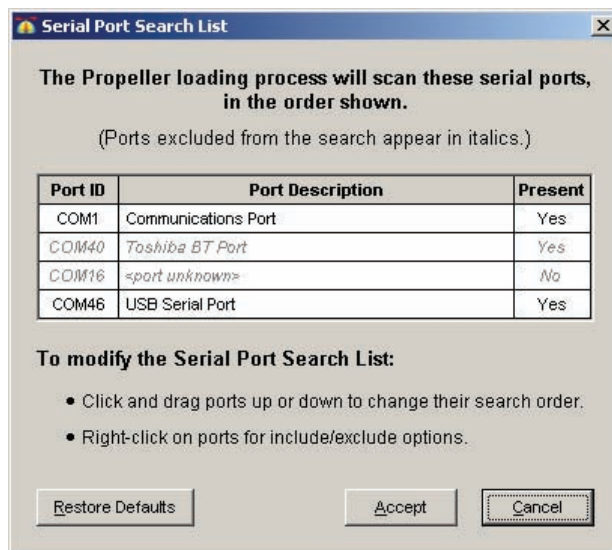 Serial Port Search List
The Propeller loading process will scan these serial ports,
in the order shown.
(Ports excluded from the search appear in italics.)
Port ID Port Description Present
COM1 Communications Port Yes
COM40 Toshiba BT Port Yes
COM16 <port unknown> No
COM46 USB Serial Port Yes
To modify the Serial Port Search List:
• Click and drag ports up or down to change their search order.
• Right-click on ports for include/exclude options.
Restore Defaults Accept Cancel